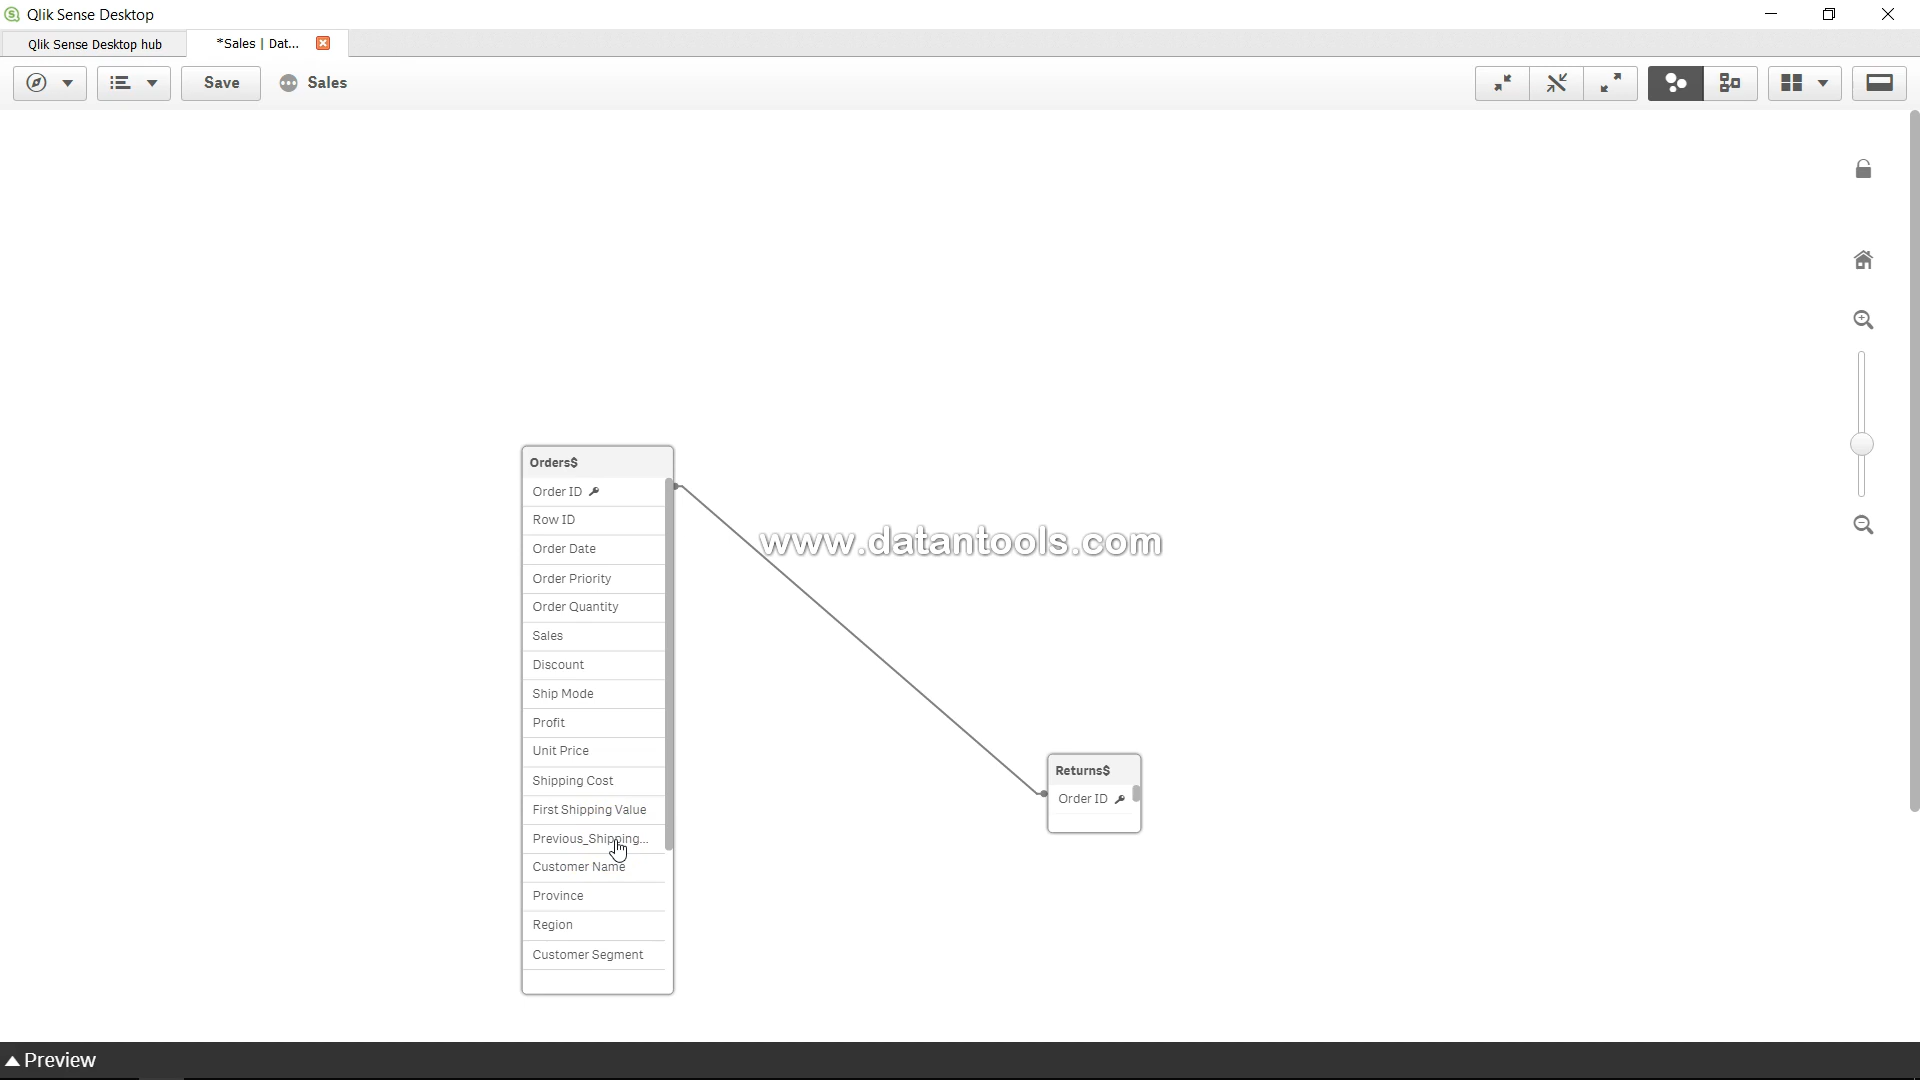 Qlik Sense Desktop
Qlik Sense Desktop hub
*Sales | Dat...
Save
Sales
Orders$
Order ID
Row ID
Order Date
Order Priority
Order Quantity
Sales
Discount
Ship Mode
Profit
Unit Price
Shipping Cost
First Shipping Value
Previous_Shipping...
Customer Name
Province
Region
Customer Segment
www.datantools.com
Returns$
Order ID
Preview